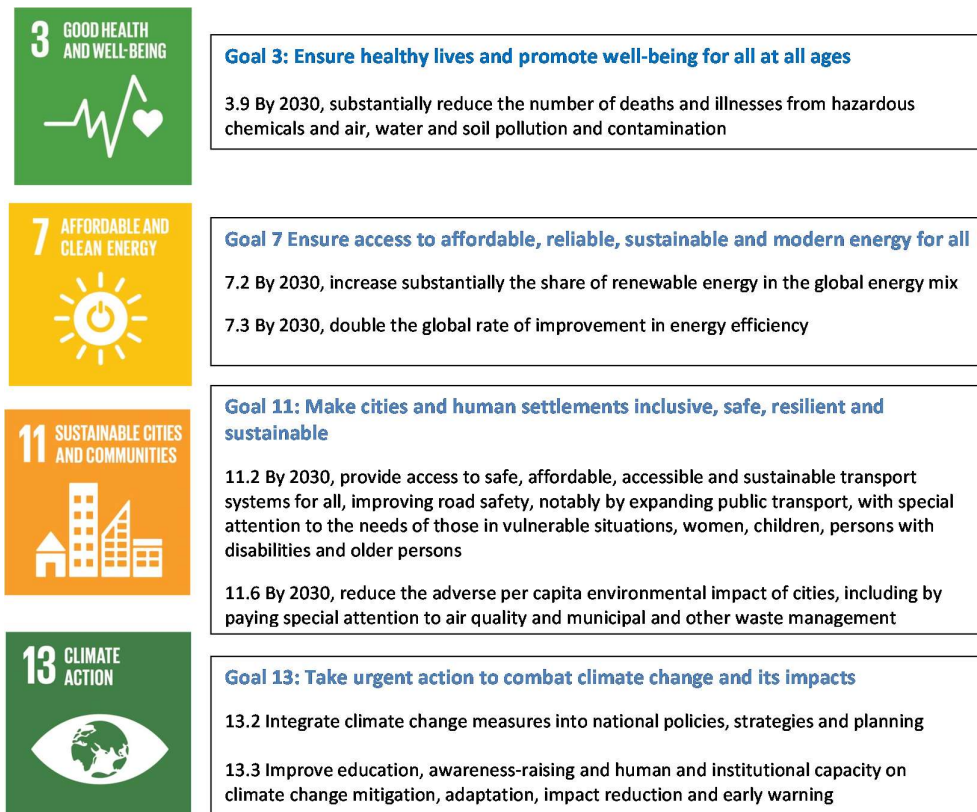 3 GOOD HEALTH
AND WELL-BEING
Goal 3: Ensure healthy lives and promote well-being for all at all ages
3.9 By 2030, substantially reduce the number of deaths and illnesses from hazardous
chemicals and air, water and soil pollution and contamination
7 AFFORDABLE AND
CLEAN ENERGY
Goal 7 Ensure access to affordable, reliable, sustainable and modern energy for all
7.2 By 2030, increase substantially the share of renewable energy in the global energy mix
7.3 By 2030, double the global rate of improvement in energy efficiency
11 SUSTAINABLE CITIES
AND COMMUNITIES
Goal 11: Make cities and human settlements inclusive, safe, resilient and
sustainable
11.2 By 2030, provide access to safe, affordable, accessible and sustainable transport
systems for all, improving road safety, notably by expanding public transport, with special
attention to the needs of those in vulnerable situations, women, children, persons with
disabilities and older persons
11.6 By 2030, reduce the adverse per capita environmental impact of cities, including by
paying special attention to air quality and municipal and other waste management
13 CLIMATE
ACTION
Goal 13: Take urgent action to combat climate change and its impacts
13.2 Integrate climate change measures into national policies, strategies and planning
13.3 Improve education, awareness-raising and human and institutional capacity on
climate change mitigation, adaptation, impact reduction and early warning